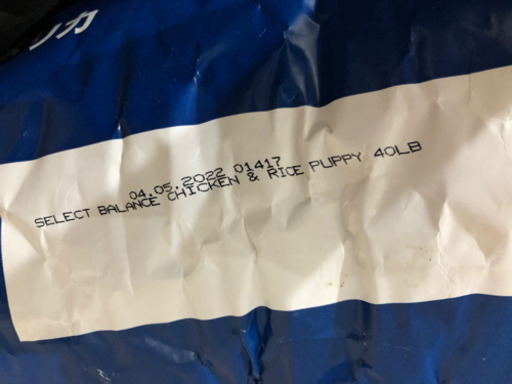 04.05.2022 01417
SELECT BALANCE CHICKEN & RICE PUPPY 40LB